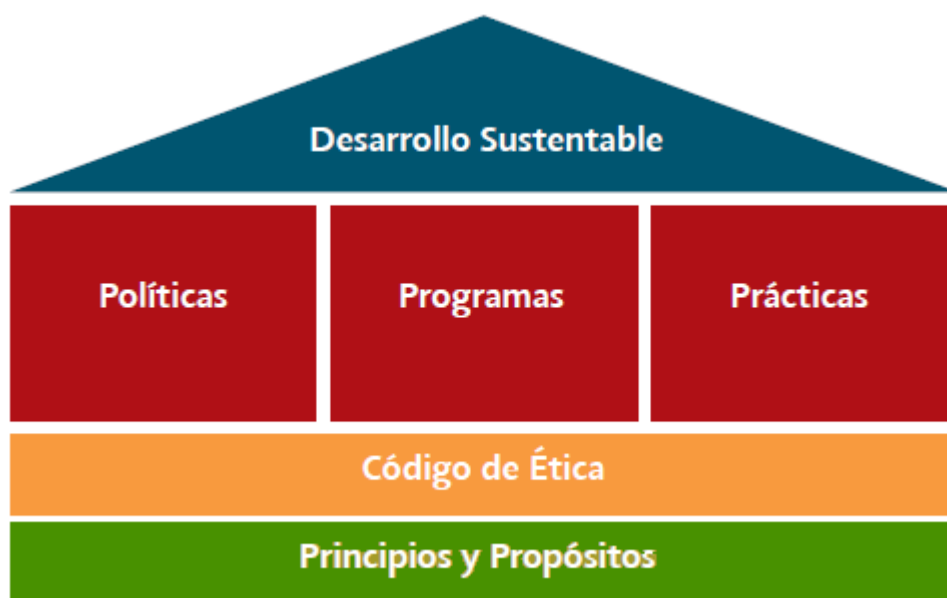 Desarrollo Sustentable
Políticas
Programas
Prácticas
Código de Ética
Principios y Propósitos